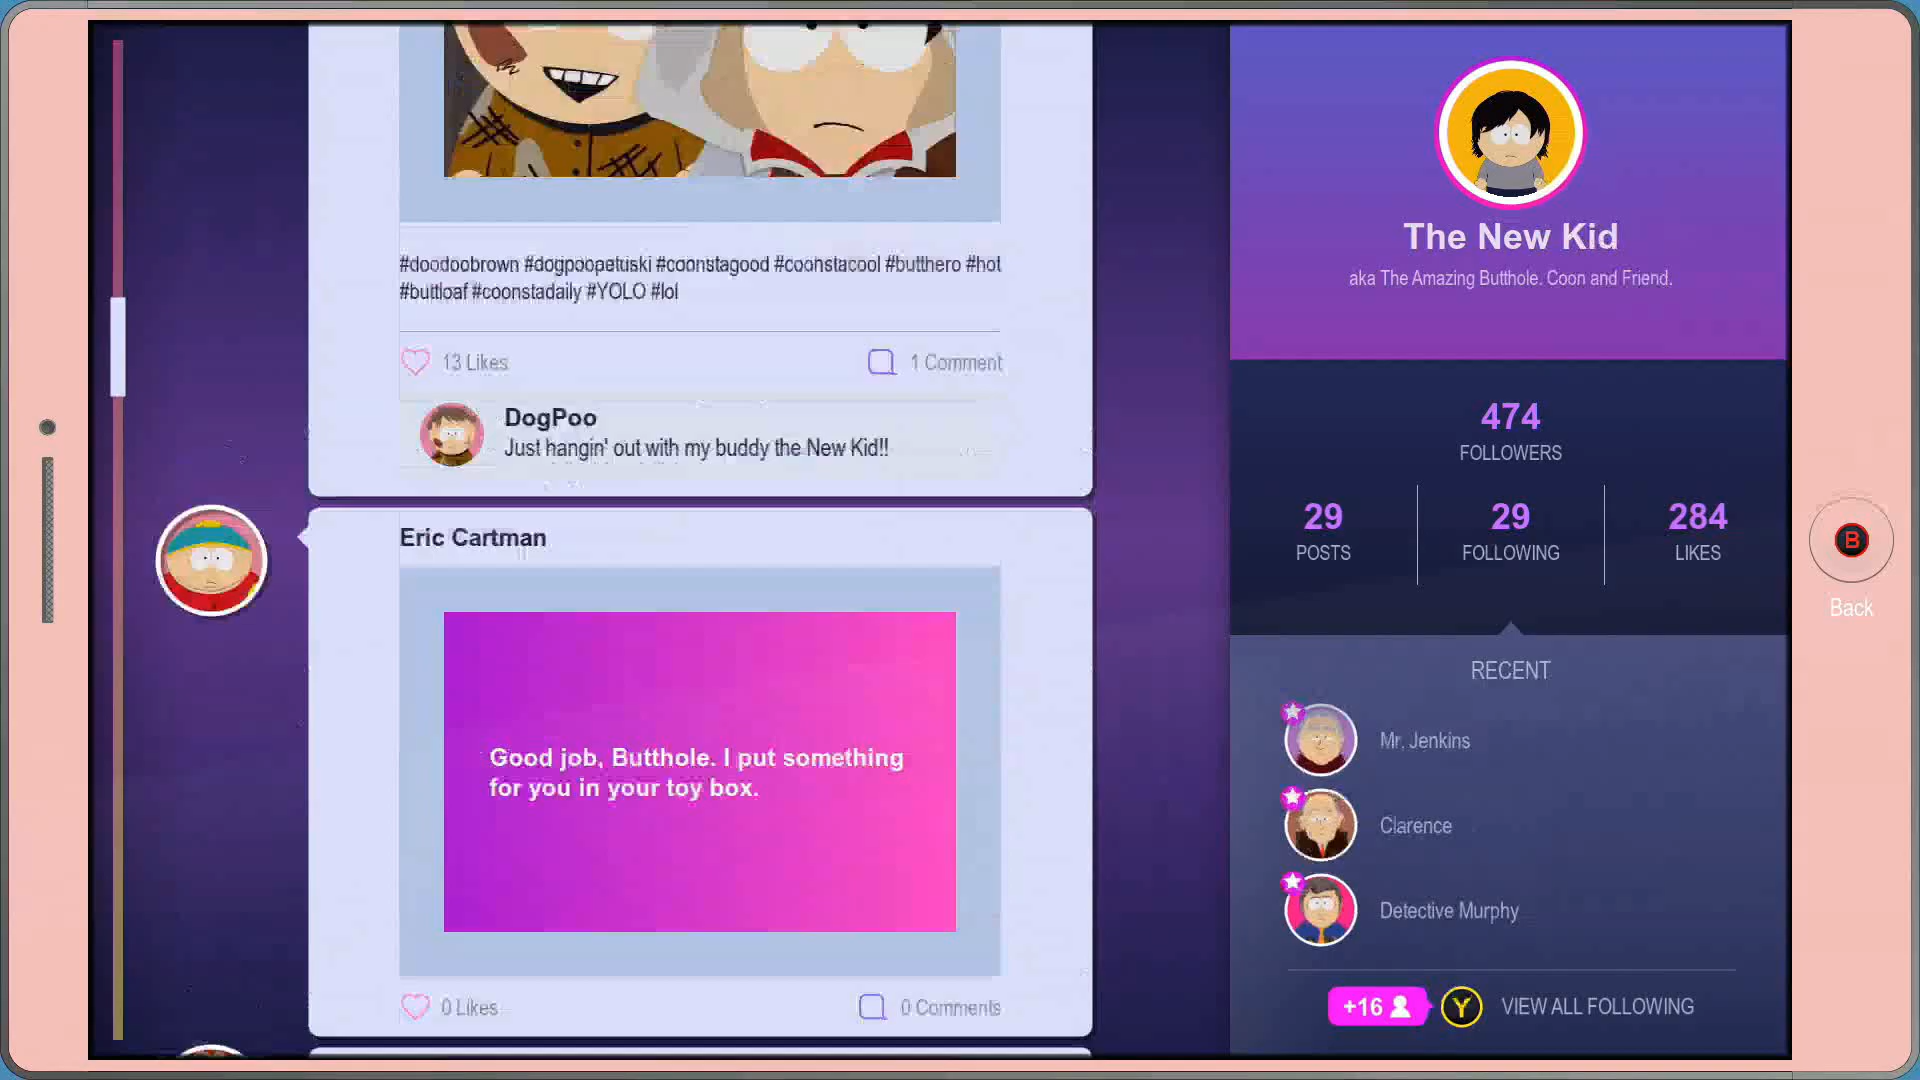 #doodoobrown #dogpoopetuski #coonstagood #coonstacool #butthero #hot
#buttloaf #coonstadaily #YOLO #lol
13 Likes
1 Comment
DogPoo
Just hangin' out with my buddy the New Kid!!
Eric Cartman
Good job, Butthole. I put something
for you in your toy box.
0 Likes
0 Comments
The New Kid
aka The Amazing Butthole. Coon and Friend.
474
FOLLOWERS
29
POSTS
29
FOLLOWING
284
LIKES
RECENT
Mr. Jenkins
Clarence
Detective Murphy
+16
Y
VIEW ALL FOLLOWING
B
Back